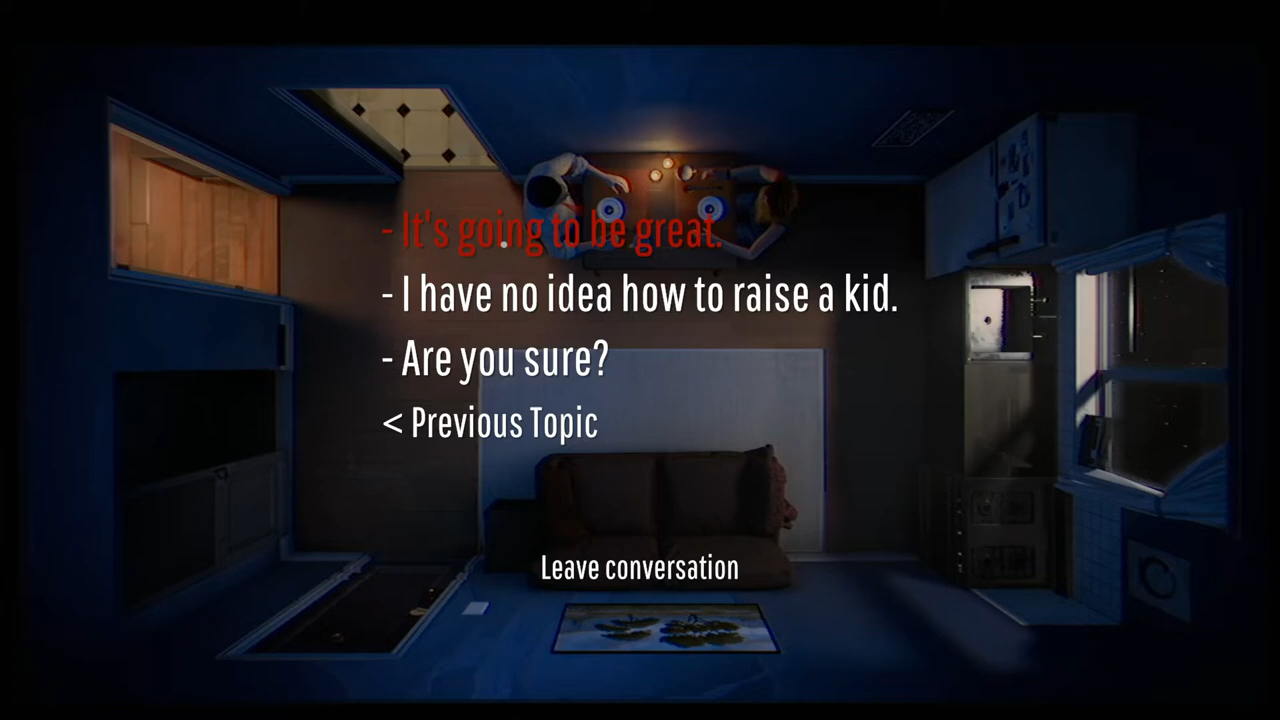 - It's going to be great.
- I have no idea how to raise a kid.
- Are you sure?
< Previous Topic
Leave conversation